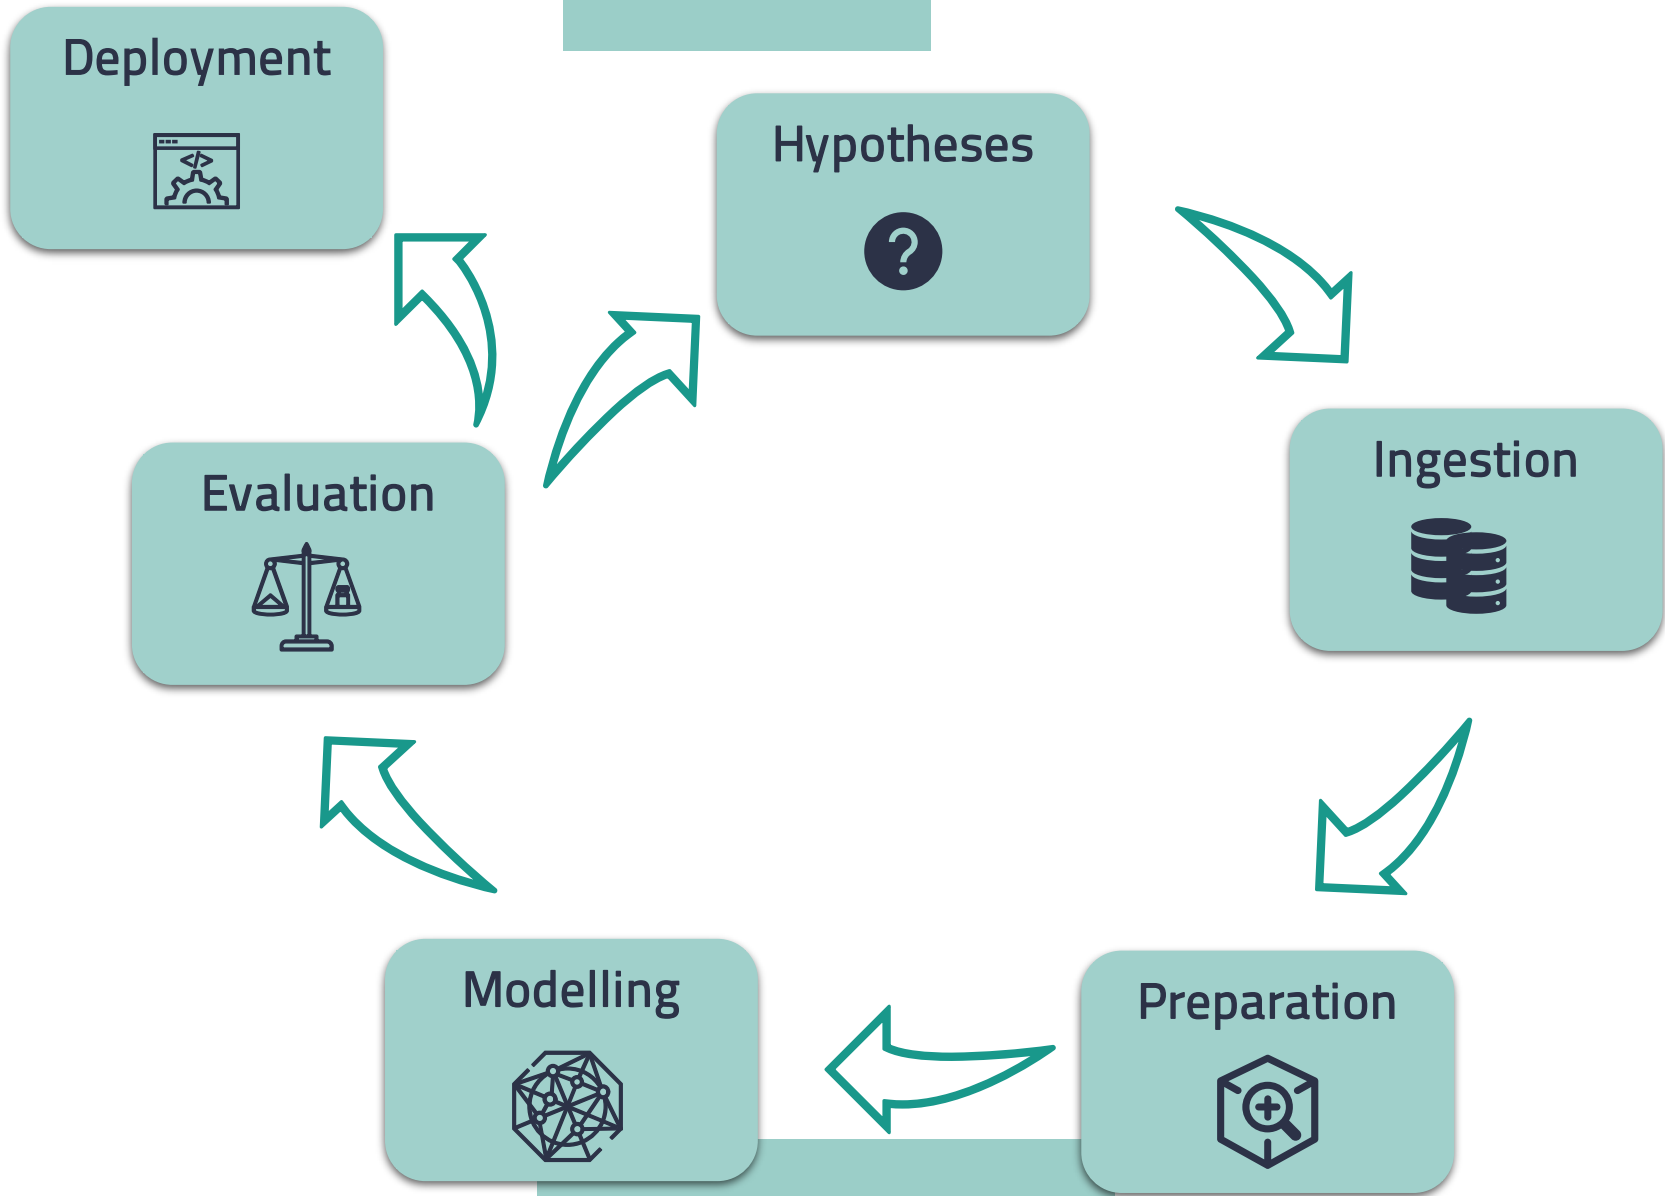 Deployment
Hypotheses
?
Ingestion
Evaluation
Modelling
Preparation